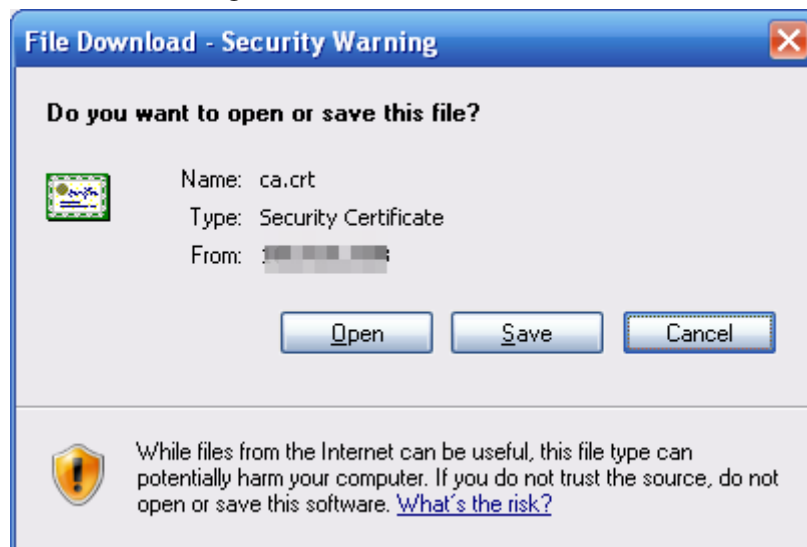 File Download - Security Warning
Do you want to open or save this file?
Name: ca.crt
Type: Security Certificate
From:
Open Save Cancel
While files from the Internet can be useful, this file type can
potentially harm your computer. If you do not trust the source, do not
open or save this software. What's the risk?